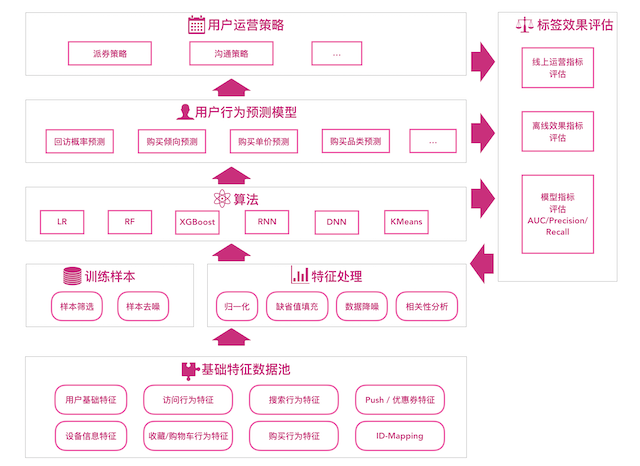 用户运营策略
派券策略
沟通策略
...
用户行为预测模型
回访概率预测
购买倾向预测
购买单价预测
购买品类预测
...
算法
LR
RF
XGBoost
RNN
DNN
KMeans
训练样本
样本筛选
样本去噪
特征处理
归一化
缺省值填充
数据降噪
相关性分析
基础特征数据池
用户基础特征
访问行为特征
搜索行为特征
Push / 优惠券特征
设备信息特征
收藏/购物车行为特征
购买行为特征
ID-Mapping
标签效果评估
线上运营指标
评估
离线效果指标
评估
模型指标
评估
AUC/Precision/
Recall